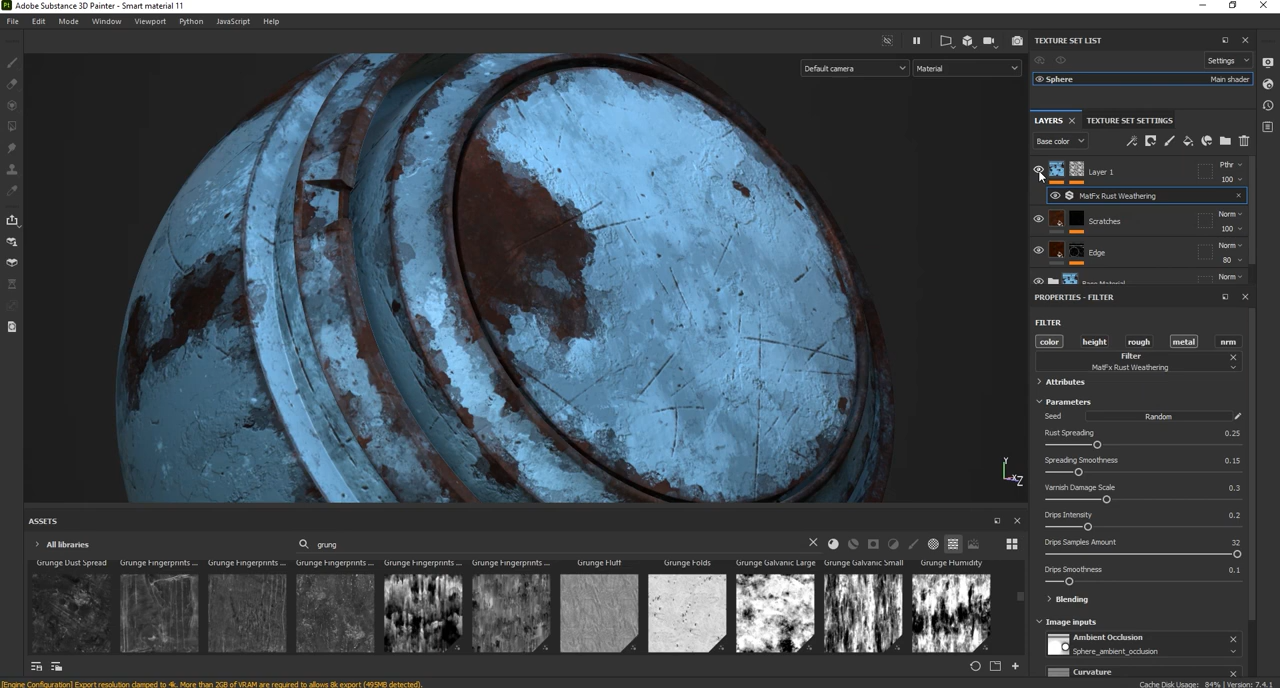 Pt Adobe Substance 3D Painter - Smart material 11
File Edit Mode Window Viewport Python JavaScript Help
TEXTURE SET LIST
Settings
Default camera
Material
Sphere Main shader
LAYERS TEXTURE SET SETTINGS
Base color
Layer 1 Pthr
100
MatFx Rust Weathering
Scratches Norm
100
Edge Norm
80
Base Material Norm
PROPERTIES - FILTER
FILTER
color height rough metal nrm
Filter
MatFx Rust Weathering
Attributes
Parameters
Seed Random
Rust Spreading 0.25
Spreading Smoothness 0.15
Varnish Damage Scale 0.3
Drips Intensity 0.2
Drips Samples Amount 32
Drips Smoothness 0.1
Blending
Image inputs
Ambient Occlusion
Sphere_ambient_occlusion
Curvature
Y
X
Z
ASSETS
All libraries
grung
Grunge Dust Spread Grunge Fingerprints ... Grunge Fingerprints ... Grunge Fingerprints ... Grunge Fingerprints ... Grunge Fingerprints ... Grunge Fluff Grunge Folds Grunge Galvanic Large Grunge Galvanic Small Grunge Humidity
[Engine Configuration] Export resolution clamped to 4k. More than 2GB of VRAM are required to allows 8k export (495MB detected).
Cache Disk Usage: 84% | Version: 7.4.1